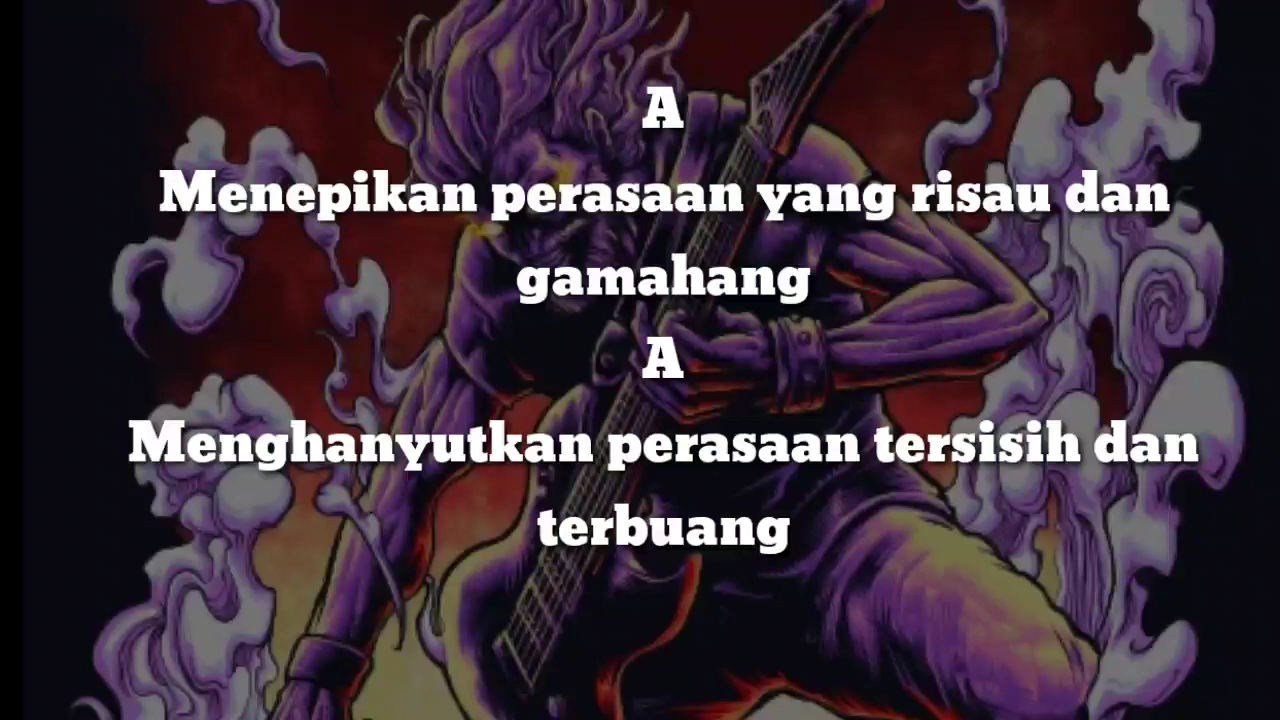 A
Menepikan perasaan yang risau dan
gamahang
A
Menghanyutkan perasaan tersisih dan
terbuang